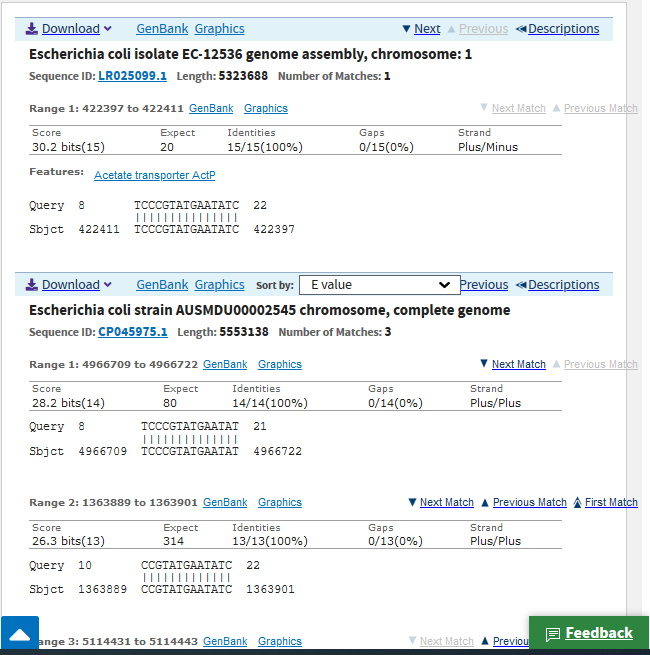 Download GenBank Graphics Next Previous Descriptions
Escherichia coli isolate EC-12536 genome assembly, chromosome: 1
Sequence ID: LR025099.1 Length: 5323688 Number of Matches: 1
Range 1: 422397 to 422411 GenBank Graphics Next Match Previous Match
Score Expect Identities Gaps Strand
30.2 bits(15) 20 15/15(100%) 0/15(0%) Plus/Minus
Features: Acetate transporter ActP
Query 8 TCCCGTATGAATATC 22
|||||||||||||||
Sbjct 422411 TCCCGTATGAATATC 422397
Download GenBank Graphics Sort by: E value Previous Descriptions
Escherichia coli strain AUSMDU00002545 chromosome, complete genome
Sequence ID: CP045975.1 Length: 5553138 Number of Matches: 3
Range 1: 4966709 to 4966722 GenBank Graphics Next Match Previous Match
Score Expect Identities Gaps Strand
28.2 bits(14) 80 14/14(100%) 0/14(0%) Plus/Plus
Query 8 TCCCGTATGAATAT 21
||||||||||||||
Sbjct 4966709 TCCCGTATGAATAT 4966722
Range 2: 1363889 to 1363901 GenBank Graphics Next Match Previous Match First Match
Score Expect Identities Gaps Strand
26.3 bits(13) 314 13/13(100%) 0/13(0%) Plus/Plus
Query 10 CCGTATGAATATC 22
|||||||||||||
Sbjct 1363889 CCGTATGAATATC 1363901
ange 3: 5114431 to 5114443 GenBank Graphics Next Match Previou
Feedback